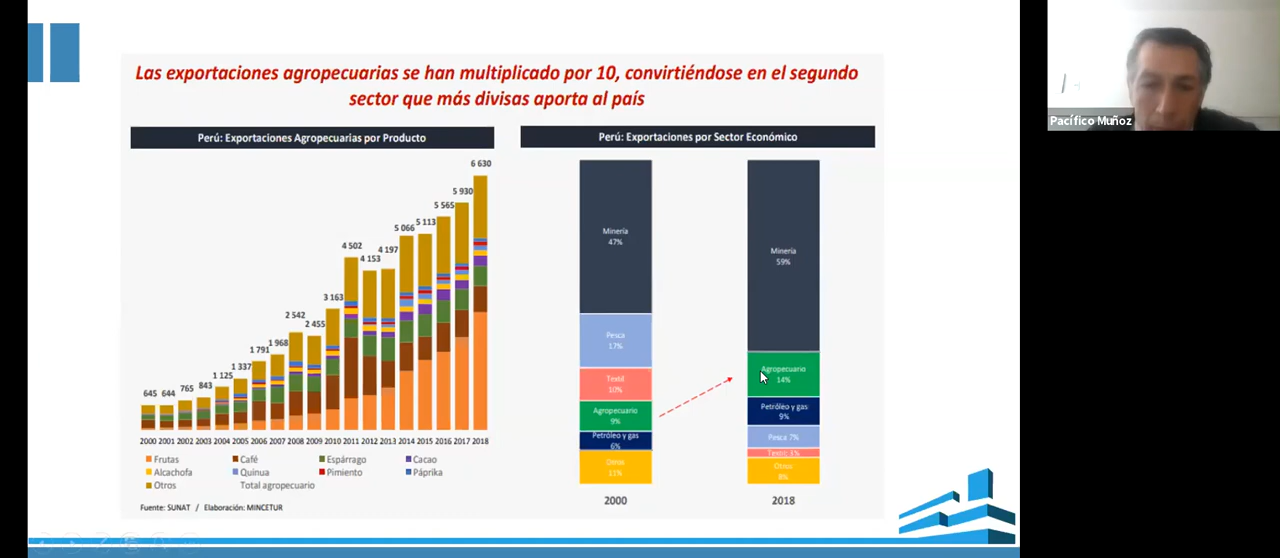 Las exportaciones agropecuarias se han multiplicado por 10, convirtiéndose en el segundo
sector que más divisas aporta al país
Perú: Exportaciones Agropecuarias por Producto
645
644
765
843
1 125
1 337
1 791
1 968
2 542
2 455
3 163
4 502
4 153
4 197
5 066
5 113
5 565
5 930
6 630
2000 2001 2002 2003 2004 2005 2006 2007 2008 2009 2010 2011 2012 2013 2014 2015 2016 2017 2018
Frutas Café Espárrago Cacao
Alcachofa Quinua Pimiento Páprika
Otros Total agropecuario
Fuente: SUNAT / Elaboración: MINCETUR
Perú: Exportaciones por Sector Económico
Minería
47%
Pesca
17%
Textil
10%
Agropecuario
9%
Petróleo y gas
6%
Otros
11%
2000
Minería
59%
Agropecuario
14%
Petróleo y gas
9%
Pesca 7%
Textil 3%
Otros
8%
2018
Pacífico Muñoz